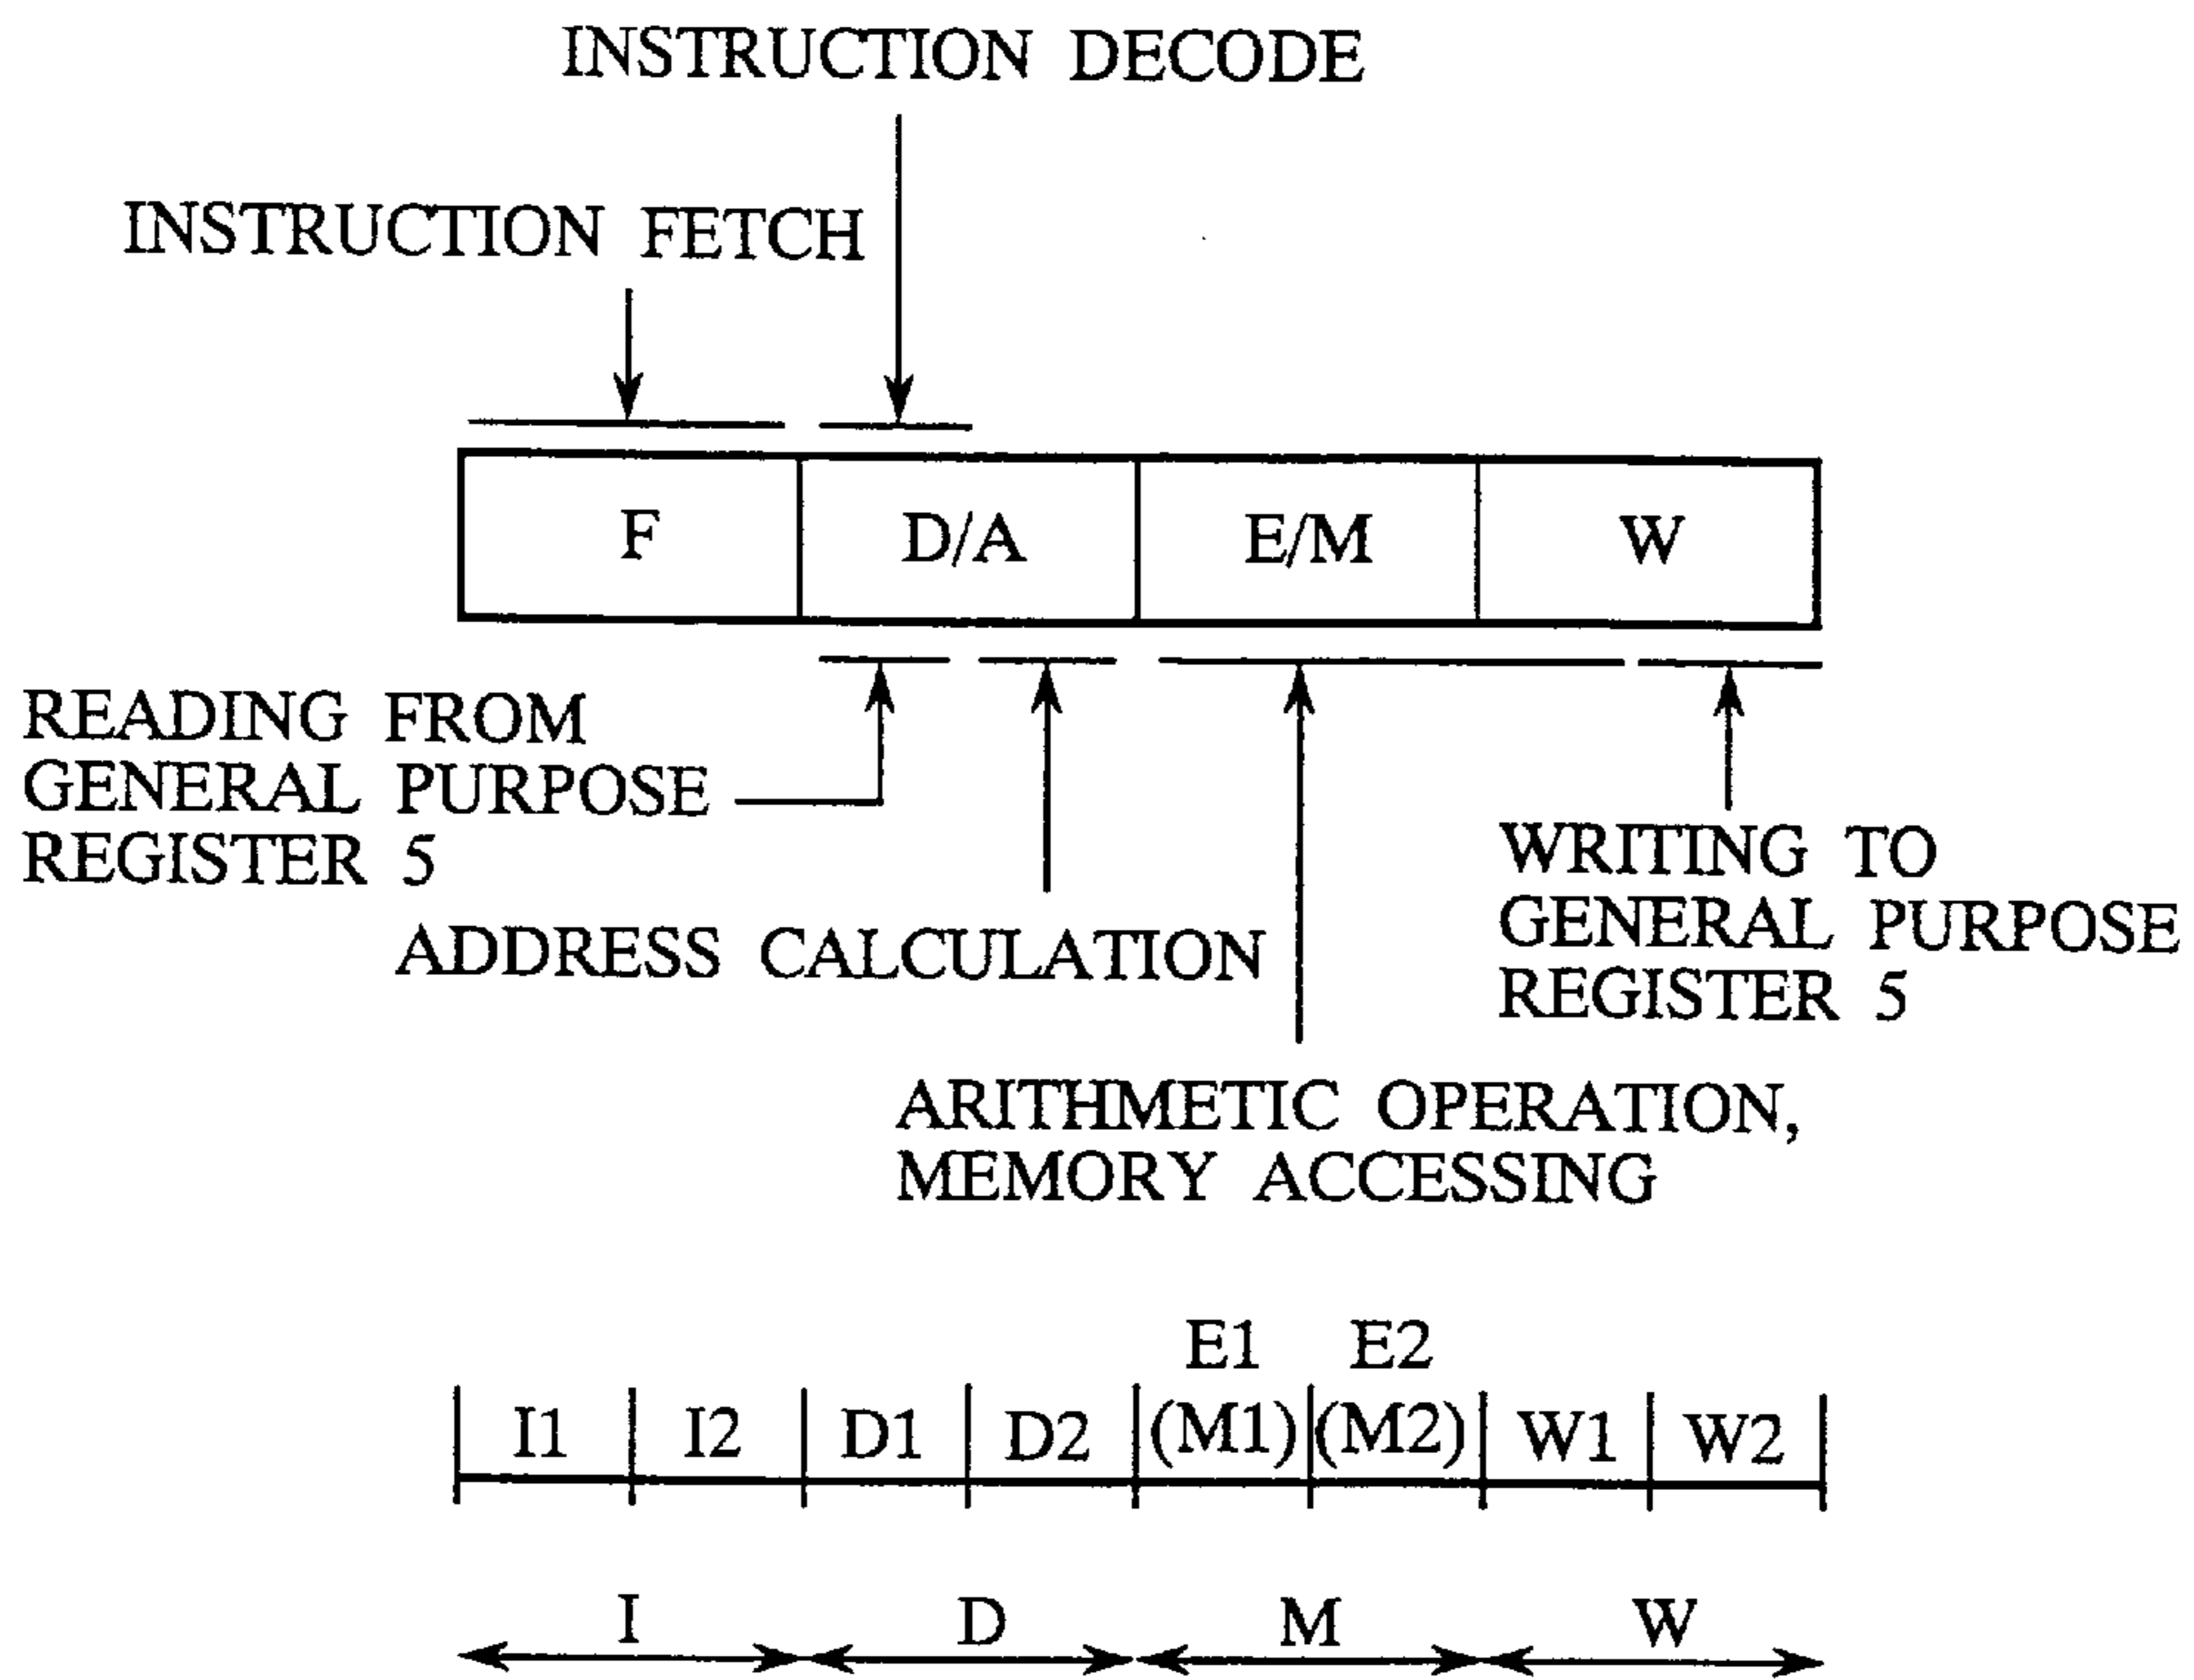 INSTRUCTION DECODE
INSTRUCTION FETCH
F D/A E/M W
READING FROM
GENERAL PURPOSE
REGISTER 5
ADDRESS CALCULATION
WRITING TO
GENERAL PURPOSE
REGISTER 5
ARITHMETIC OPERATION,
MEMORY ACCESSING
E1 E2
I1 I2 D1 D2 (M1) (M2) W1 W2
I D M W